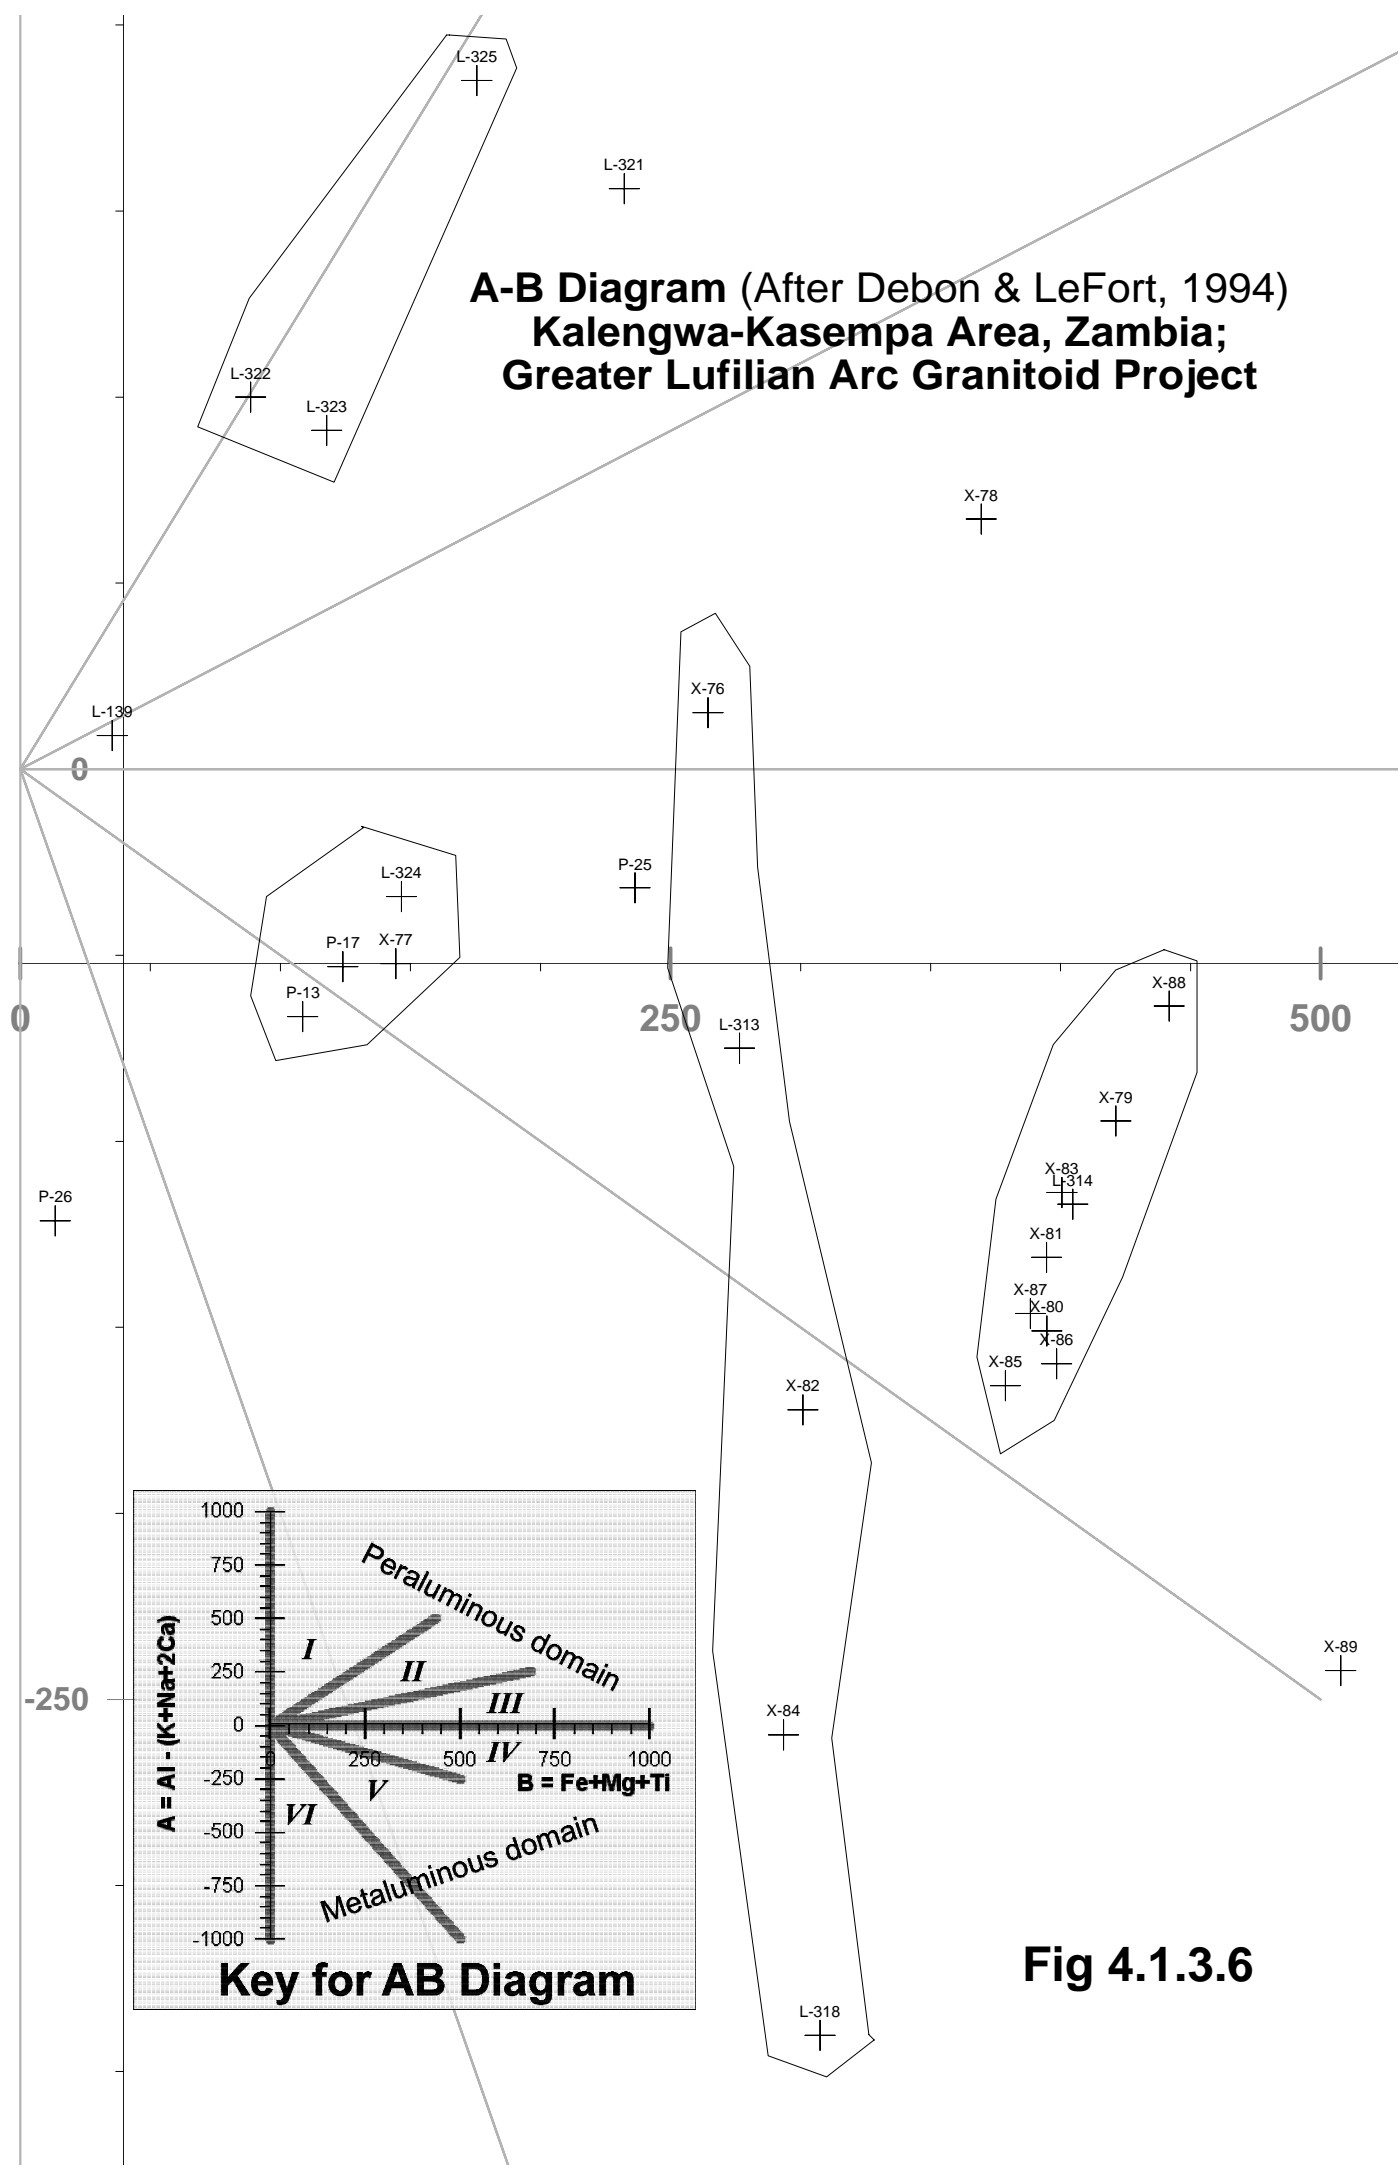 L-325
L-321
A-B Diagram (After Debon & LeFort, 1994)
Kalengwa-Kasempa Area, Zambia;
Greater Lufilian Arc Granitoid Project
L-322
L-323
X-78
X-76
L-139
0
L-324
P-25
P-17
X-77
X-88
P-13
0
250
500
L-313
X-79
X-83
L-314
P-26
X-81
X-87
X-80
X-86
X-85
X-82
X-89
-250
X-84
L-318
1000
750
500
250
0
-250
-500
-750
-1000
A = Al - (K+Na+2Ca)
Peraluminous domain
I
II
III
IV
V
VI
0
250
500
750
1000
B = Fe+Mg+Ti
Metaluminous domain
Key for AB Diagram
Fig 4.1.3.6